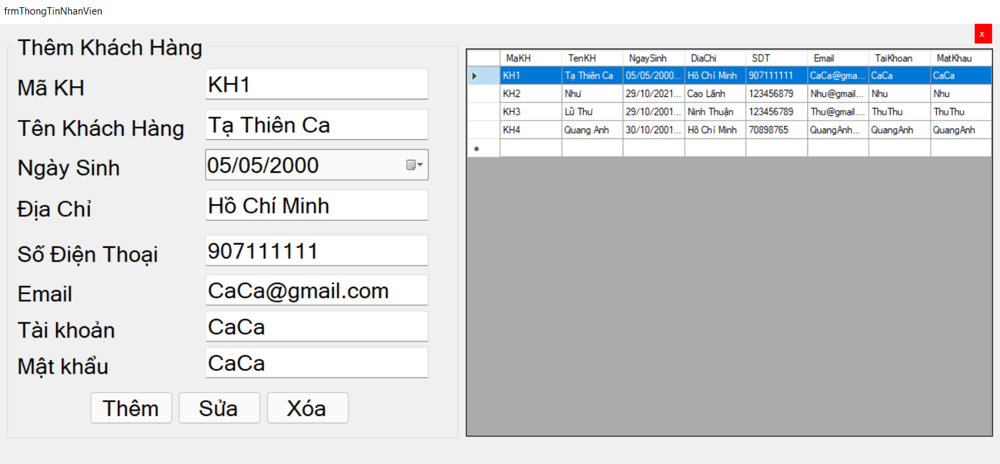 frmThongTinNhanVien
x
Thêm Khách Hàng
Mã KH KH1
Tên Khách Hàng Tạ Thiên Ca
Ngày Sinh 05/05/2000
Địa Chỉ Hồ Chí Minh
Số Điện Thoại 907111111
Email CaCa@gmail.com
Tài khoản CaCa
Mật khẩu CaCa
Thêm Sửa Xóa
MaKH TenKH NgaySinh DiaChi SDT Email TaiKhoan MatKhau
KH1 Tạ Thiên Ca 05/05/2000... Hồ Chí Minh 907111111 CaCa@gma... CaCa CaCa
KH2 Như 29/10/2021... Cao Lãnh 123456879 Nhu@gmail... Nhu Nhu
KH3 Lữ Thư 29/10/2001... Ninh Thuận 123456789 Thu@gmail.... ThuThu ThuThu
KH4 Quang Anh 30/10/2001... Hồ Chí Minh 70898765 QuangAnh... QuangAnh QuangAnh